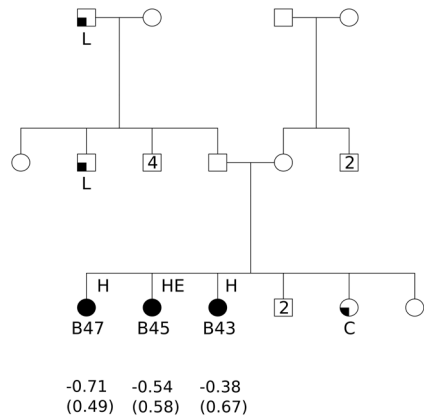 L
L
4
2
H
HE
H
2
B47
B45
B43
C
-0.71 -0.54 -0.38
(0.49) (0.58) (0.67)